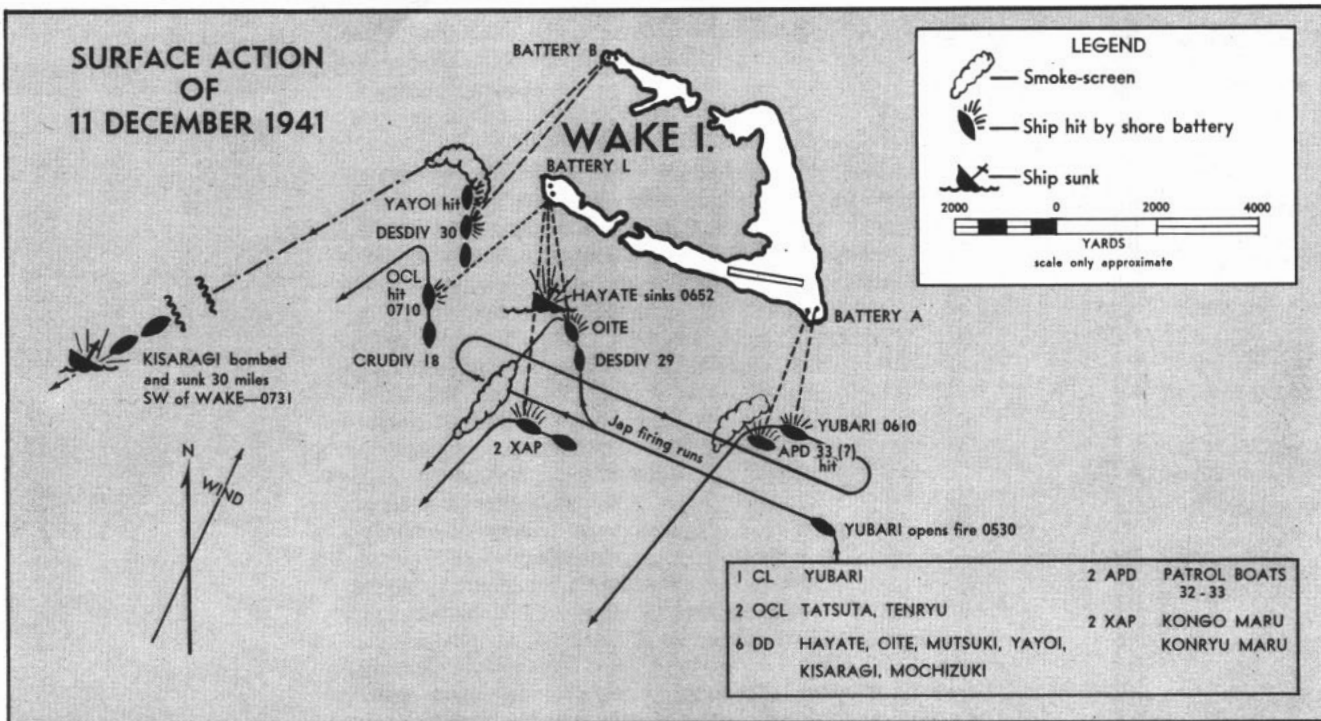 SURFACE ACTION
OF
11 DECEMBER 1941
BATTERY B
WAKE I.
BATTERY L
YAYOI hit
DESDIV 30
OCL
hit
0710
CRUDIV 18
HAYATE sinks 0652
OITE
DESDIV 29
BATTERY A
KISARAGI bombed
and sunk 30 miles
SW of WAKE—0731
2 XAP
Jap firing runs
YUBARI 0610
APD 33 (?)
hit
YUBARI opens fire 0530
N
WIND
LEGEND
Smoke-screen
Ship hit by shore battery
Ship sunk
2000 0 2000 4000
YARDS
scale only approximate
1 CL YUBARI
2 OCL TATSUTA, TENRYU
6 DD HAYATE, OITE, MUTSUKI, YAYOI,
KISARAGI, MOCHIZUKI
2 APD PATROL BOATS
32 - 33
2 XAP KONGO MARU
KONRYU MARU